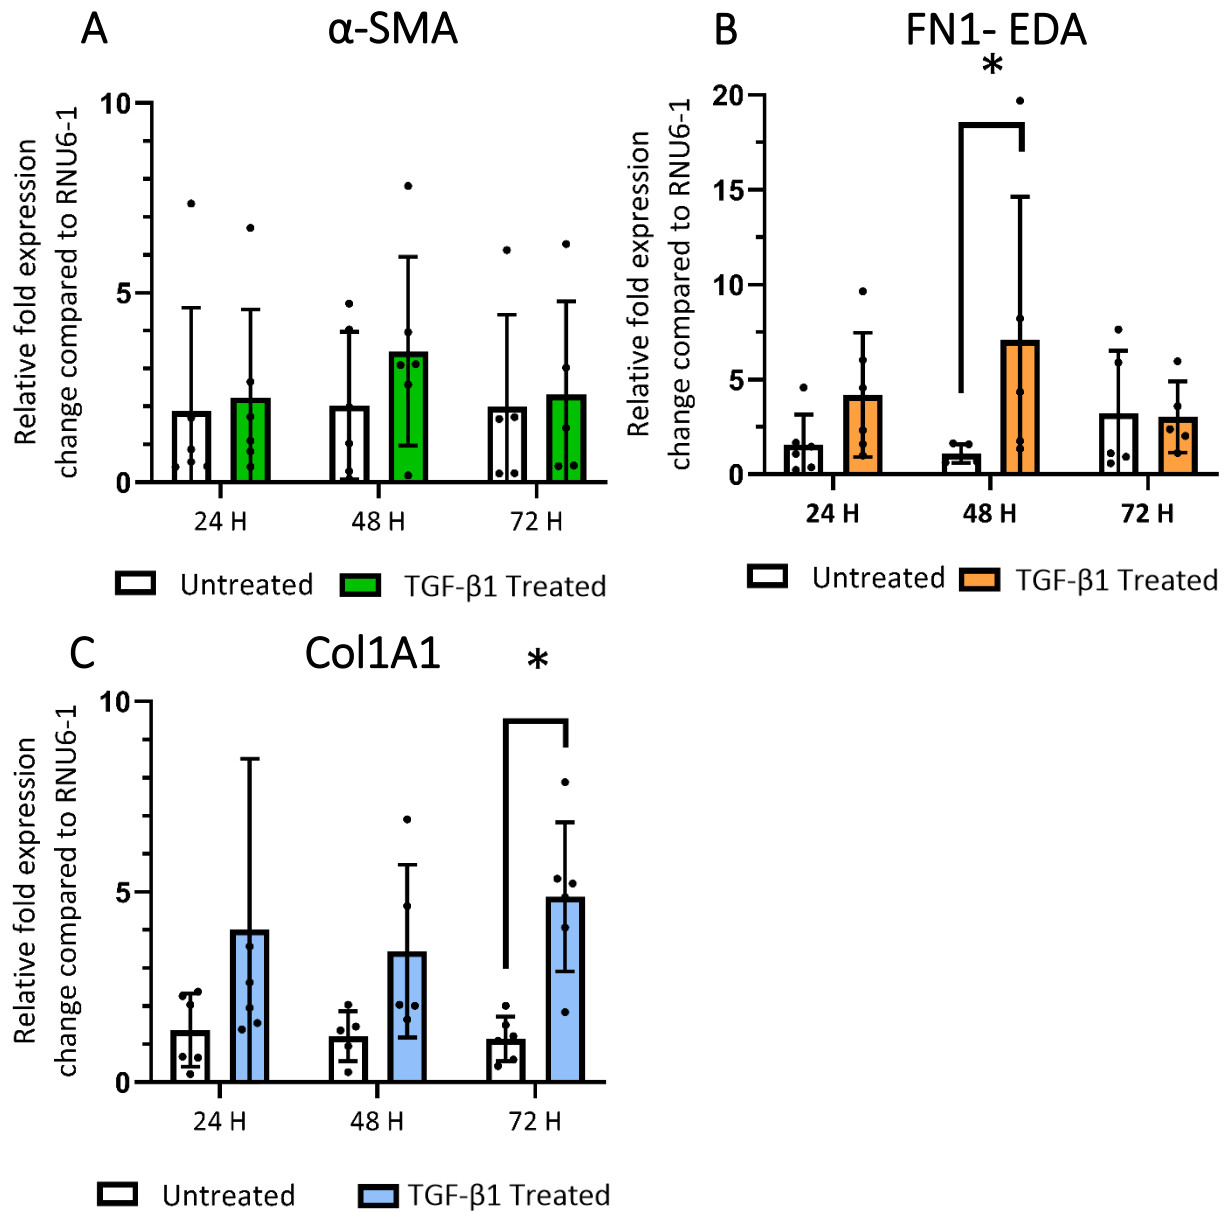 A
α-SMA
Relative fold expression
change compared to RNU6-1
10
5
0
24 H
48 H
72 H
Untreated
TGF-β1 Treated
B
FN1- EDA
*
Relative fold expression
change compared to RNU6-1
20
15
10
5
0
24 H
48 H
72 H
Untreated
TGF-β1 Treated
C
Col1A1
*
Relative fold expression
change compared to RNU6-1
10
5
0
24 H
48 H
72 H
Untreated
TGF-β1 Treated